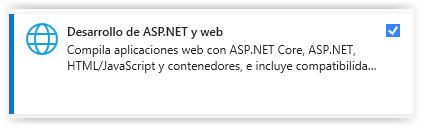 Desarrollo de ASP.NET y web
Compila aplicaciones web con ASP.NET Core, ASP.NET,
HTML/JavaScript y contenedores, e incluye compatibilida...